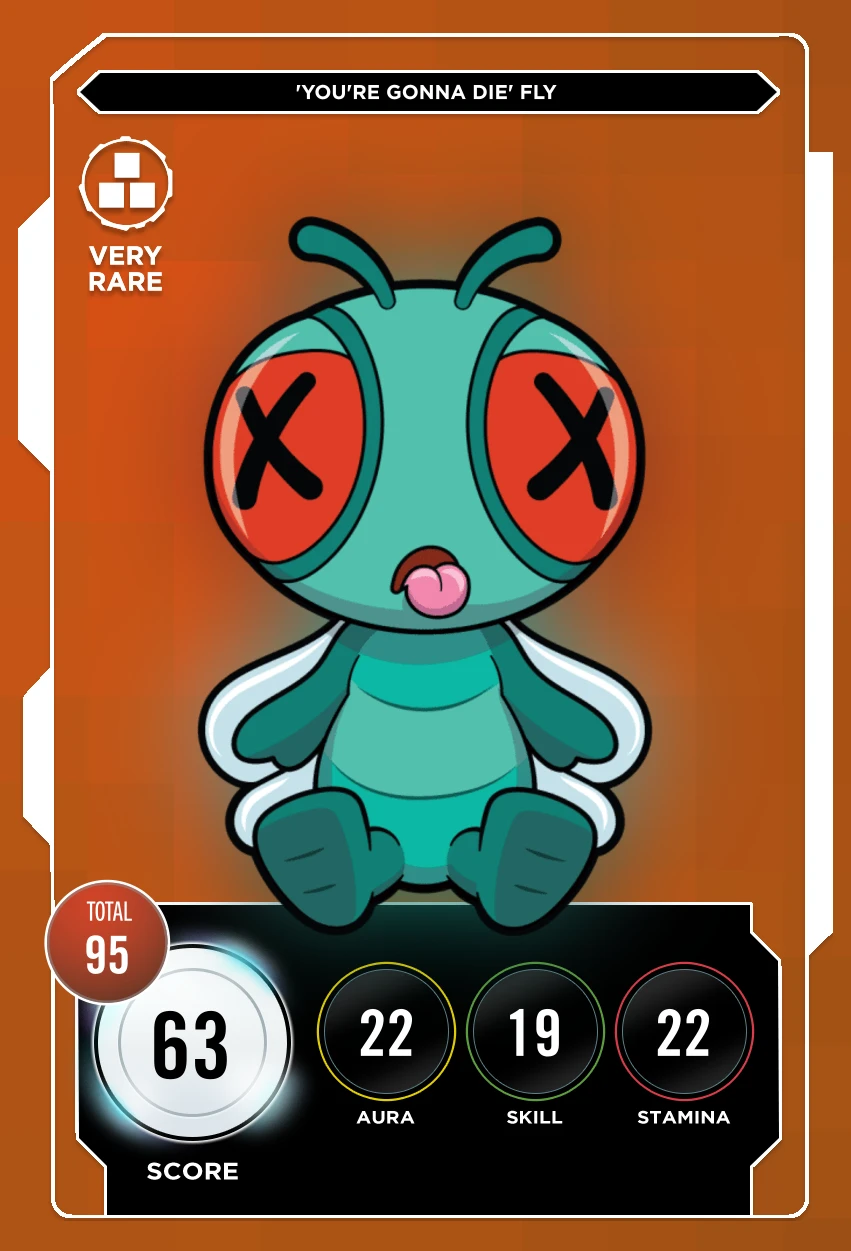 'YOU'RE GONNA DIE' FLY
VERY
RARE
TOTAL
95
63
SCORE
22
AURA
19
SKILL
22
STAMINA